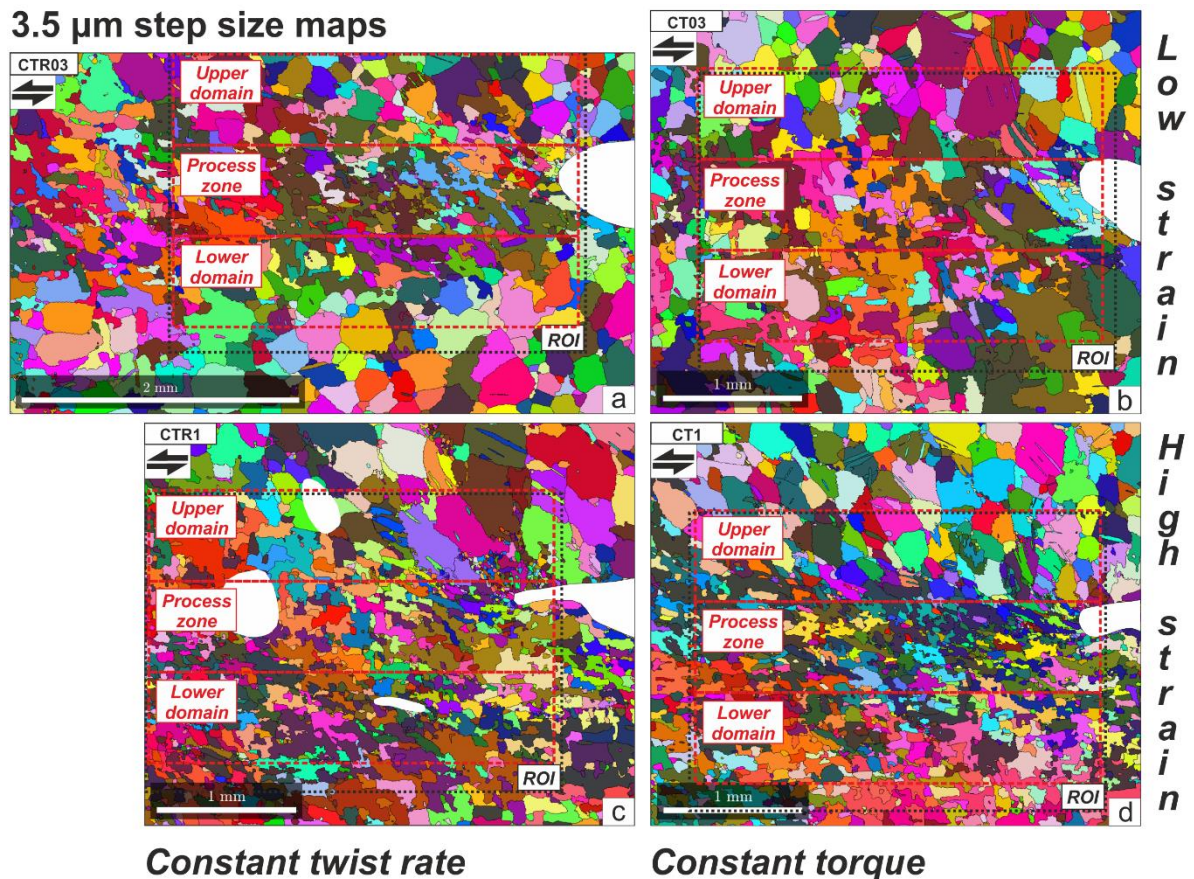 3.5 µm step size maps
CTR03
Upper
domain
Process
zone
Lower
domain
ROI
2 mm
a
CT03
Upper
domain
Process
zone
Lower
domain
ROI
1 mm
b
Low strain
CTR1
Upper
domain
Process
zone
Lower
domain
ROI
1 mm
c
CT1
Upper
domain
Process
zone
Lower
domain
ROI
1 mm
d
High strain
Constant twist rate
Constant torque